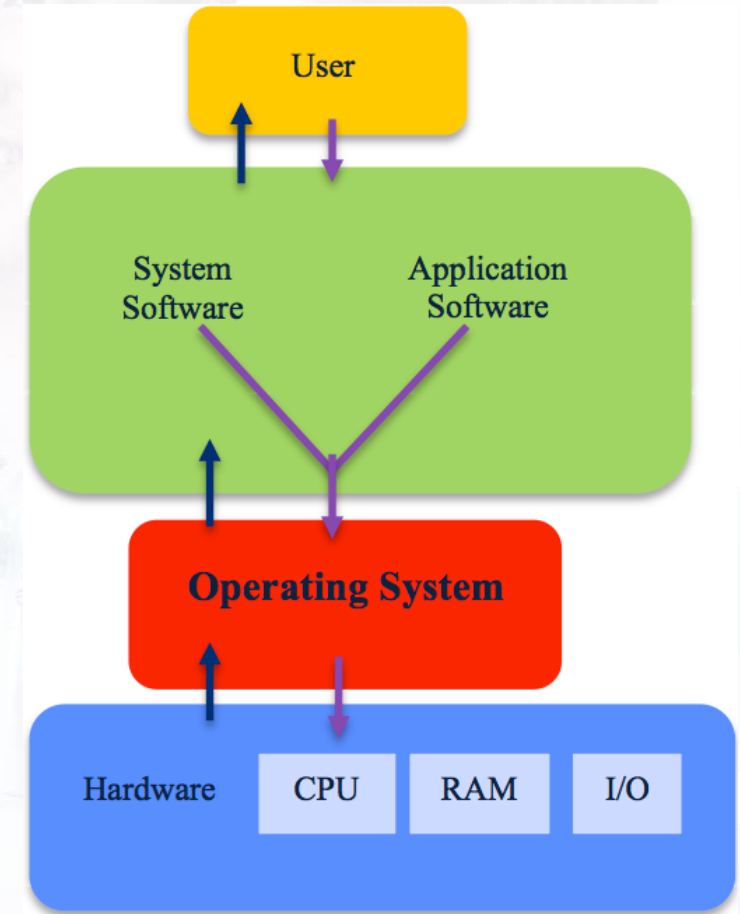 User
System
Software
Application
Software
Operating System
Hardware
CPU
RAM
I/O